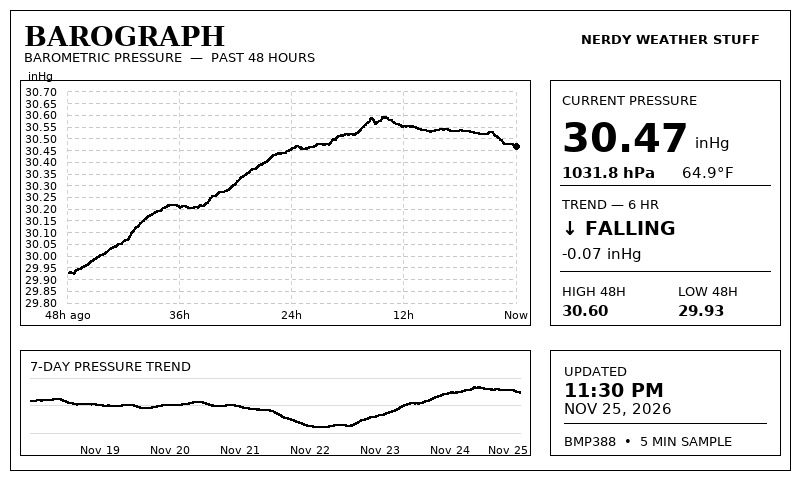 BAROGRAPH
BAROMETRIC PRESSURE — PAST 48 HOURS
NERDY WEATHER STUFF
inHg
30.70
30.65
30.60
30.55
30.50
30.45
30.40
30.35
30.30
30.25
30.20
30.15
30.10
30.05
30.00
29.95
29.90
29.85
29.80
48h ago 36h 24h 12h Now
CURRENT PRESSURE
30.47 inHg
1031.8 hPa 64.9°F
TREND — 6 HR
↓ FALLING
-0.07 inHg
HIGH 48H LOW 48H
30.60 29.93
7-DAY PRESSURE TREND
Nov 19 Nov 20 Nov 21 Nov 22 Nov 23 Nov 24 Nov 25
UPDATED
11:30 PM
NOV 25, 2026
BMP388 • 5 MIN SAMPLE